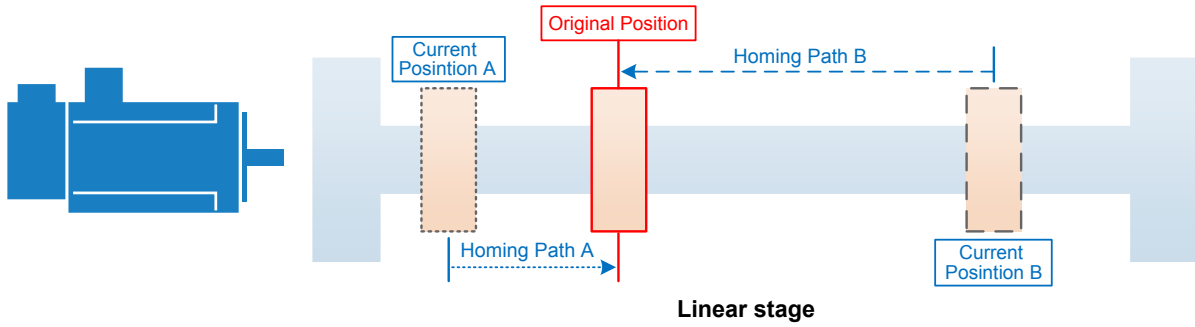 Original Position
Current
Posintion A
Homing Path B
Homing Path A
Current
Posintion B
Linear stage